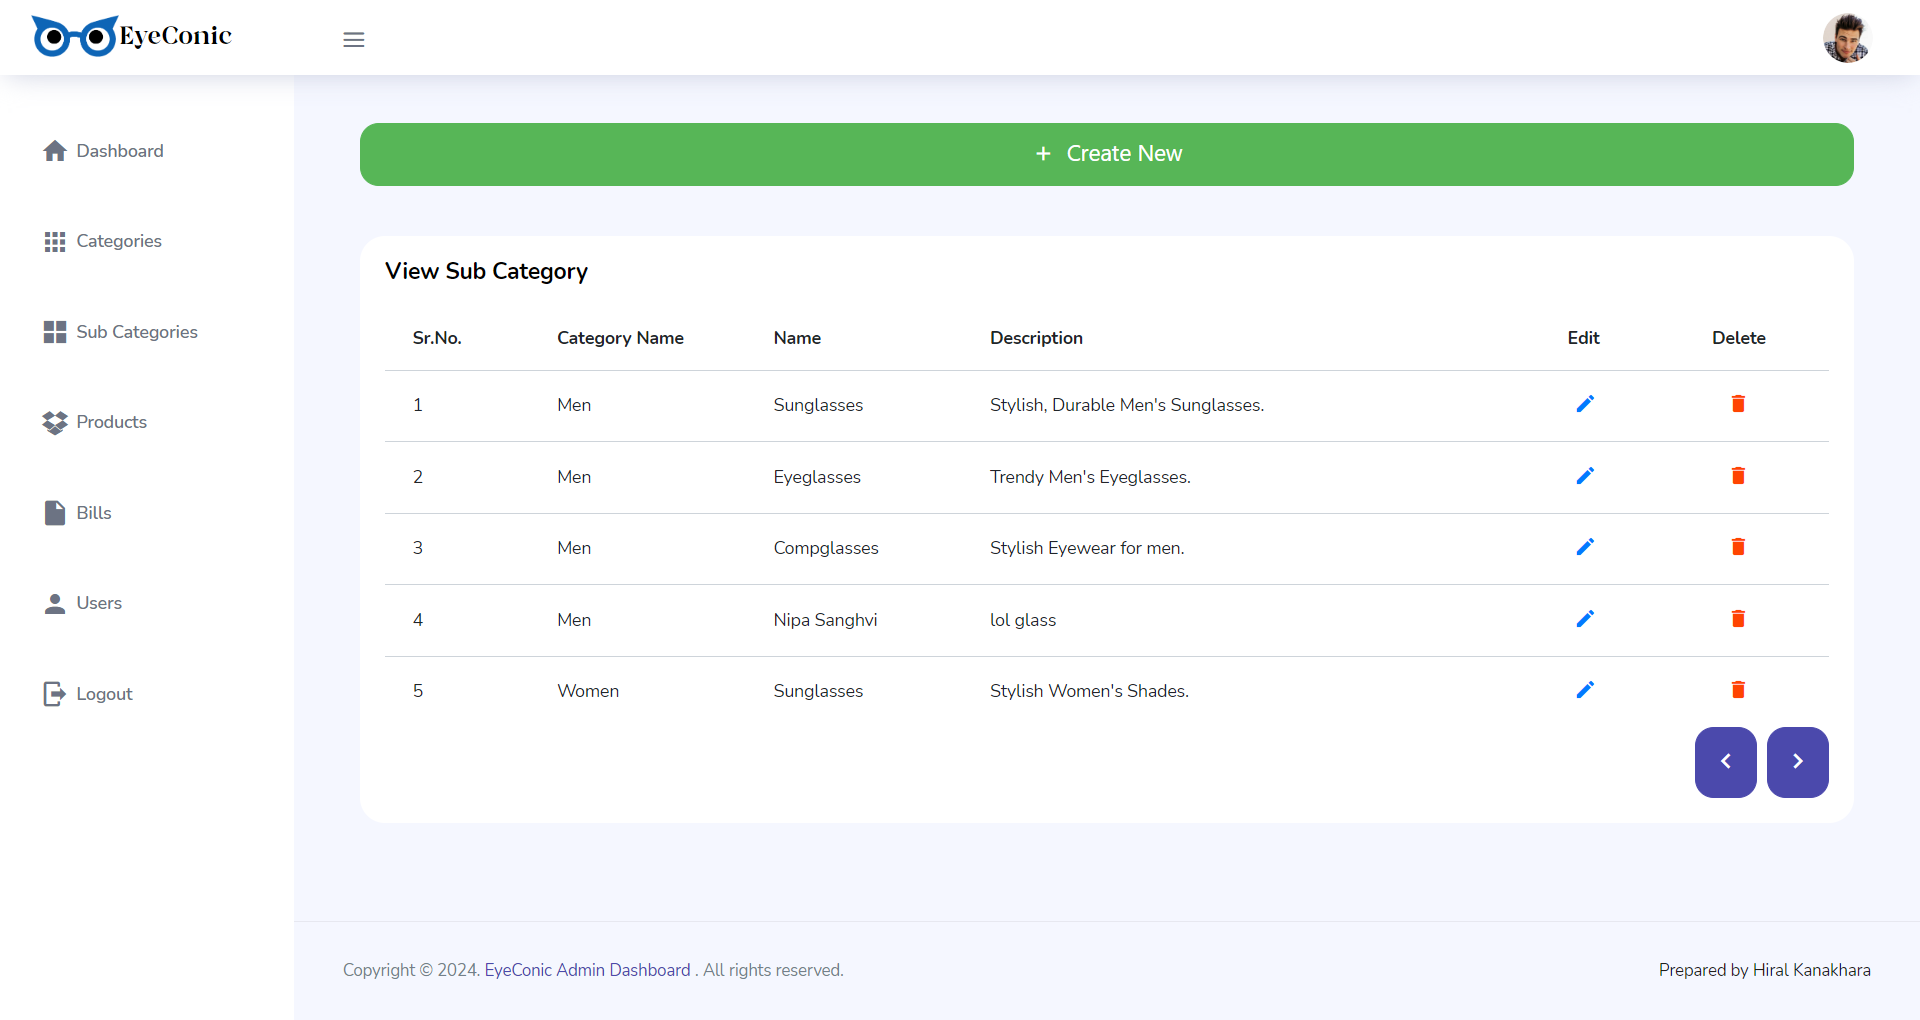 EyeConic
Dashboard
Categories
Sub Categories
Products
Bills
Users
Logout
+ Create New
View Sub Category
Sr.No. Category Name Name Description Edit Delete
1 Men Sunglasses Stylish, Durable Men's Sunglasses.
2 Men Eyeglasses Trendy Men's Eyeglasses.
3 Men Compglasses Stylish Eyewear for men.
4 Men Nipa Sanghvi lol glass
5 Women Sunglasses Stylish Women's Shades.
Copyright © 2024. EyeConic Admin Dashboard . All rights reserved. Prepared by Hiral Kanakhara